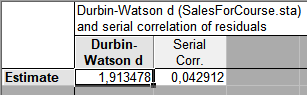 Durbin-Watson d (SalesForCourse.sta)
and serial correlation of residuals
Durbin- Serial
Watson d Corr.
Estimate 1,913478 0,042912